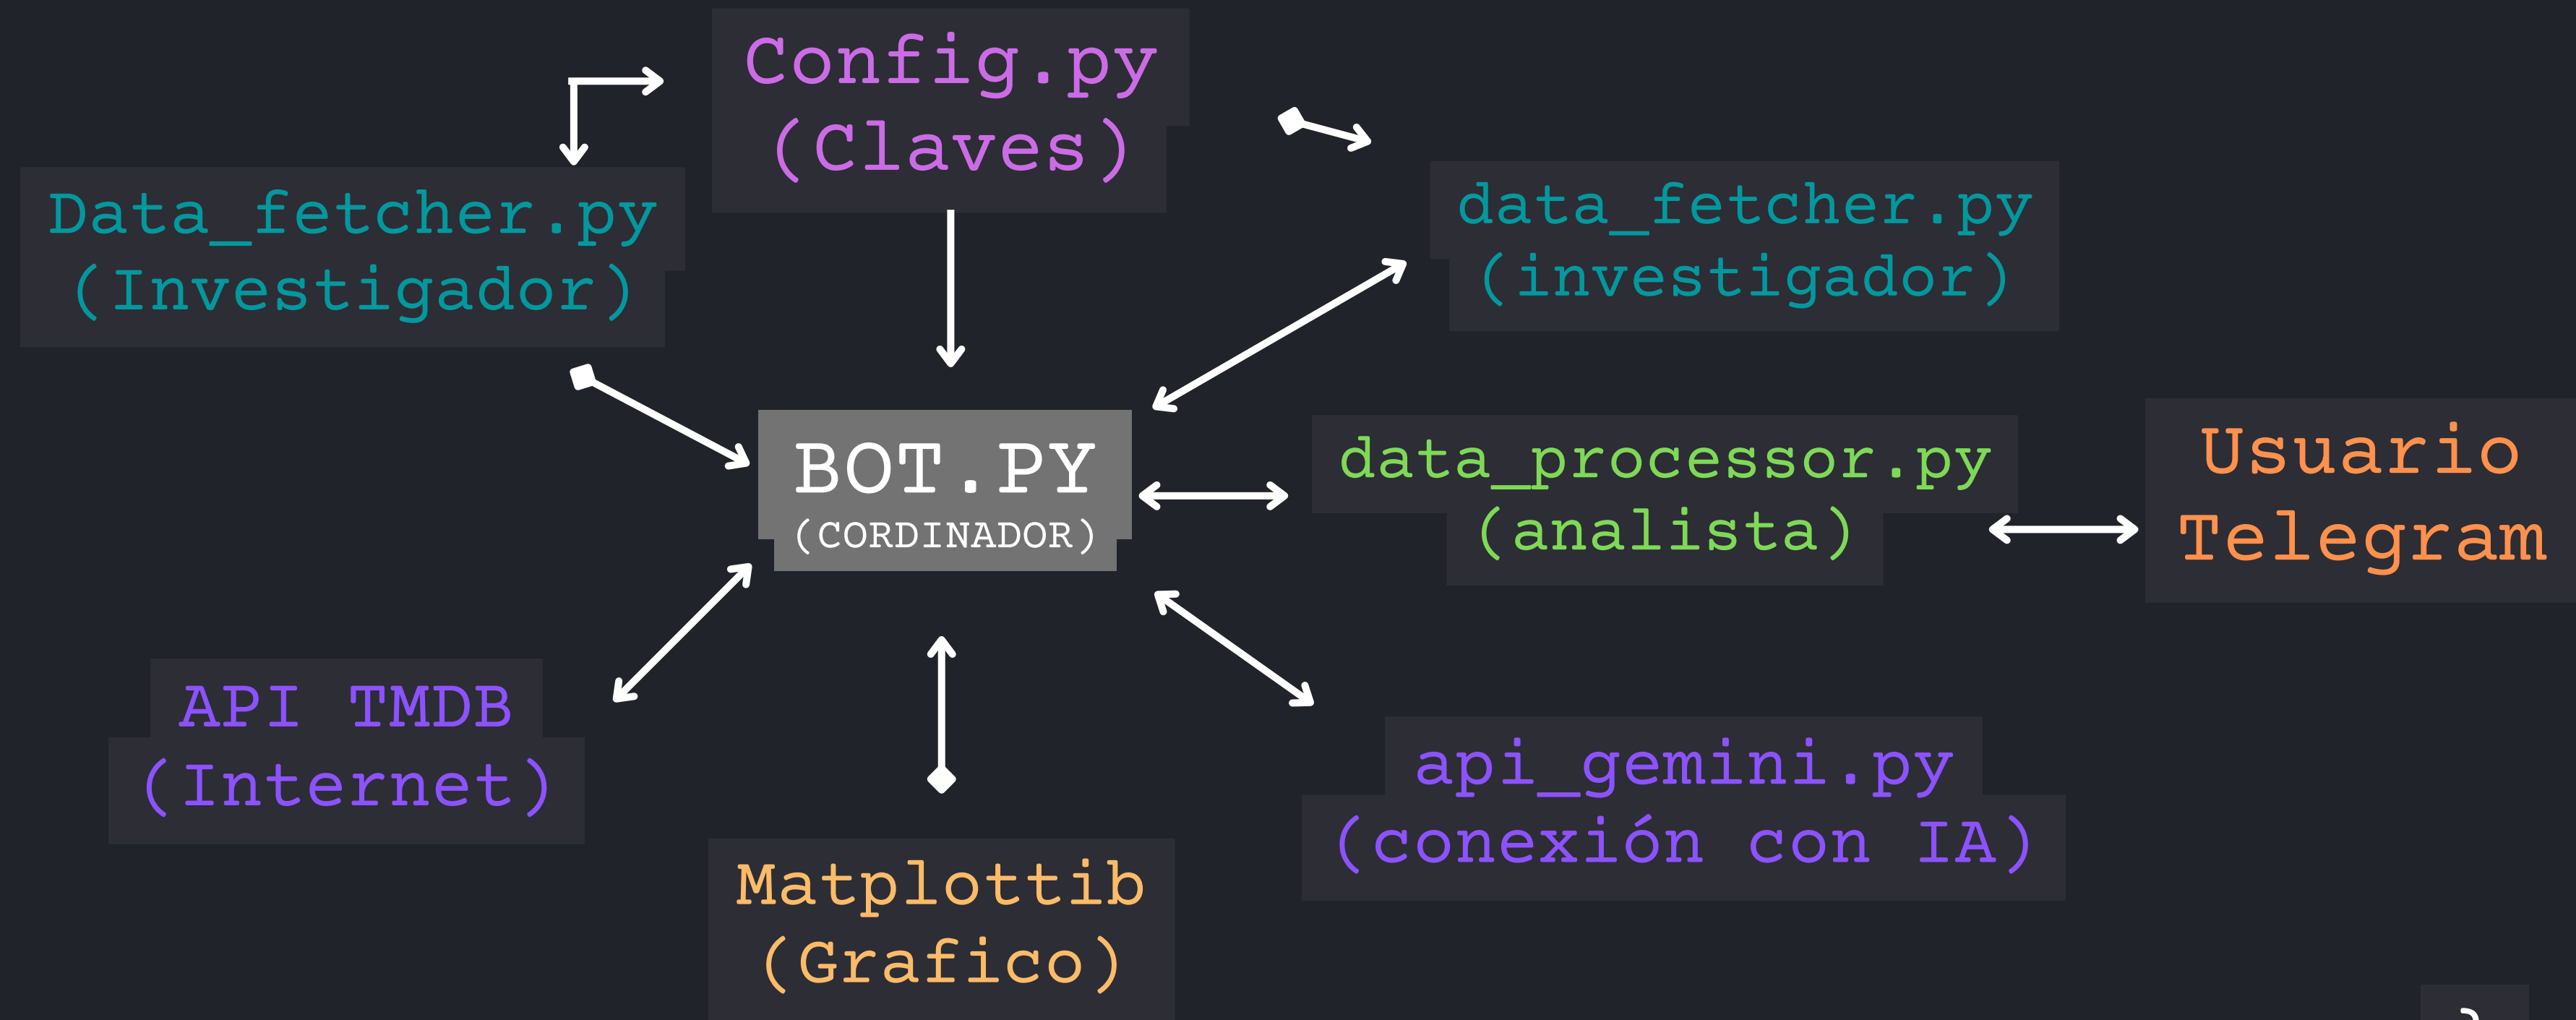 Config.py
(Claves)
Data_fetcher.py
(Investigador)
data_fetcher.py
(investigador)
BOT.PY
(CORDINADOR)
data_processor.py
(analista)
Usuario
Telegram
API TMDB
(Internet)
api_gemini.py
(conexión con IA)
Matplottib
(Grafico)